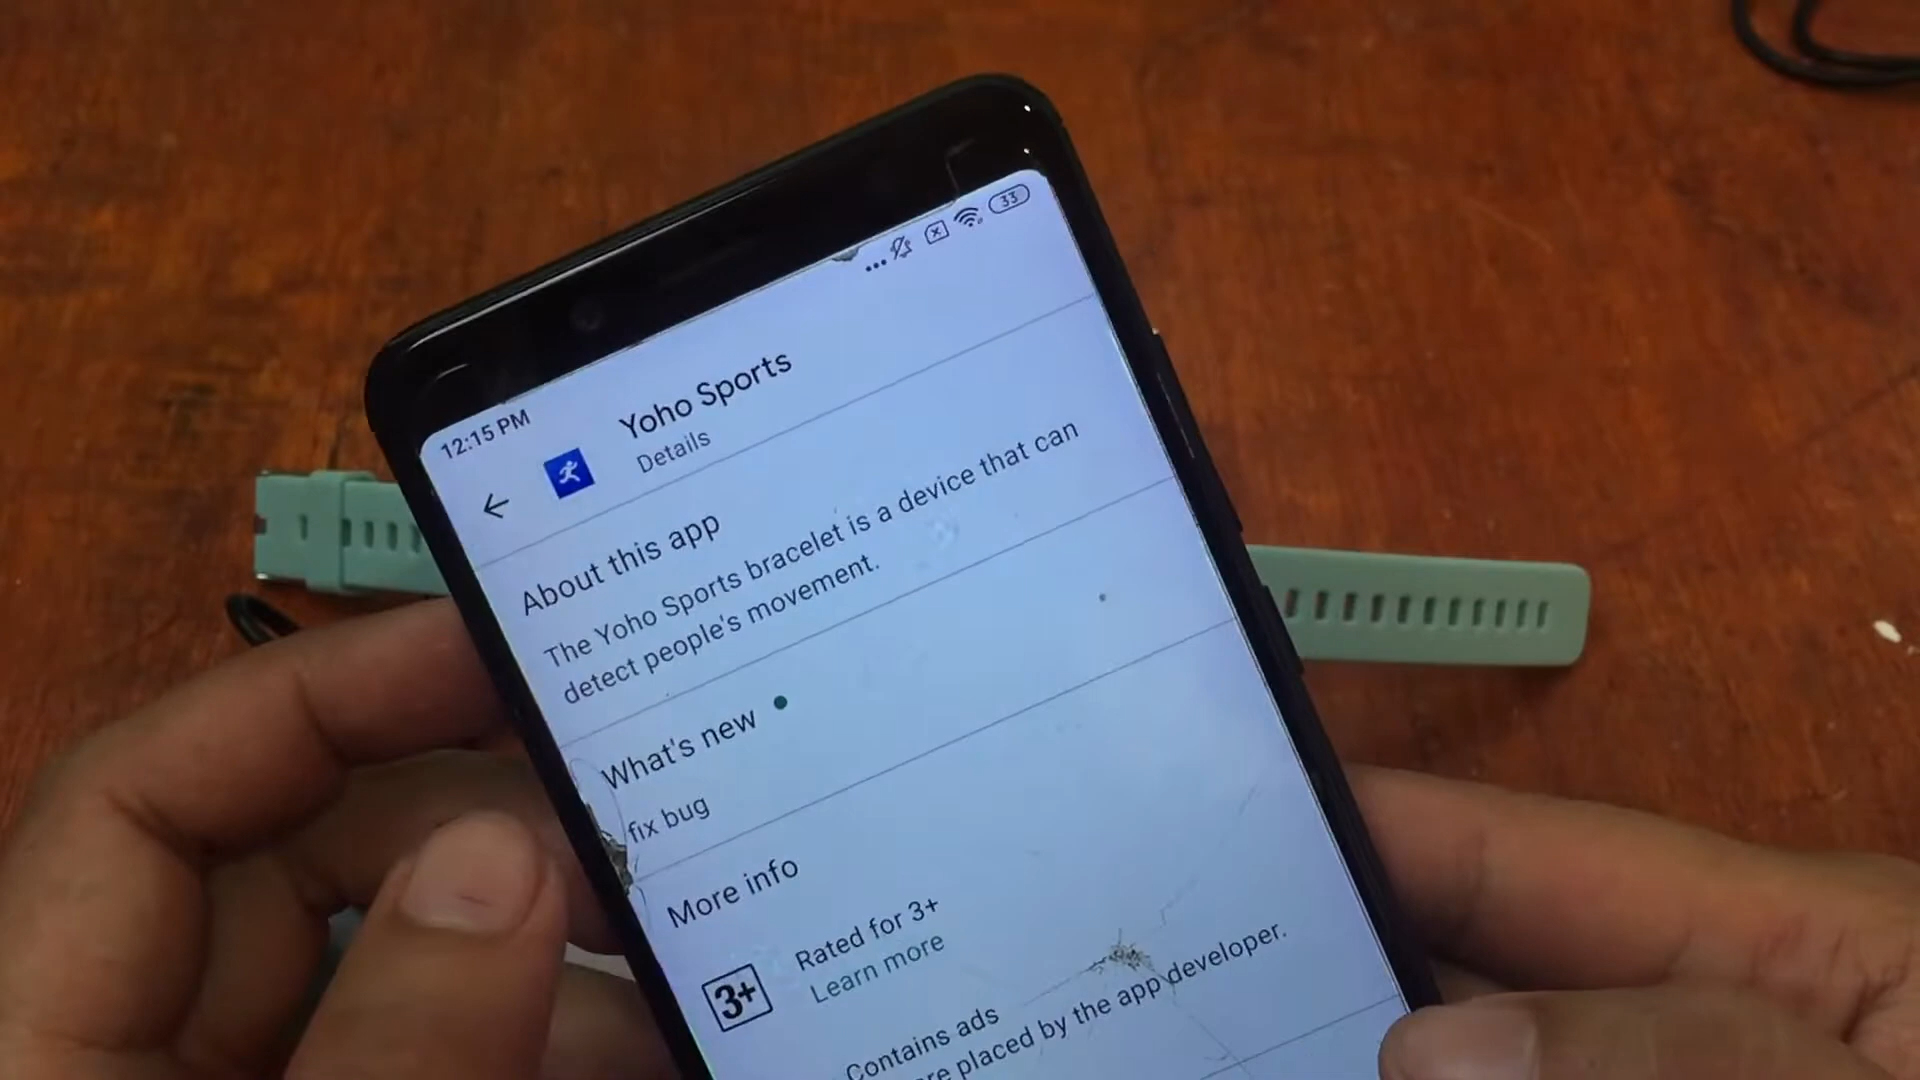 12:15 PM
33
Yoho Sports
Details
About this app
The Yoho Sports bracelet is a device that can
detect people's movement.
What's new
fix bug
More info
3+
Rated for 3+
Learn more
Contains ads
placed by the app developer.